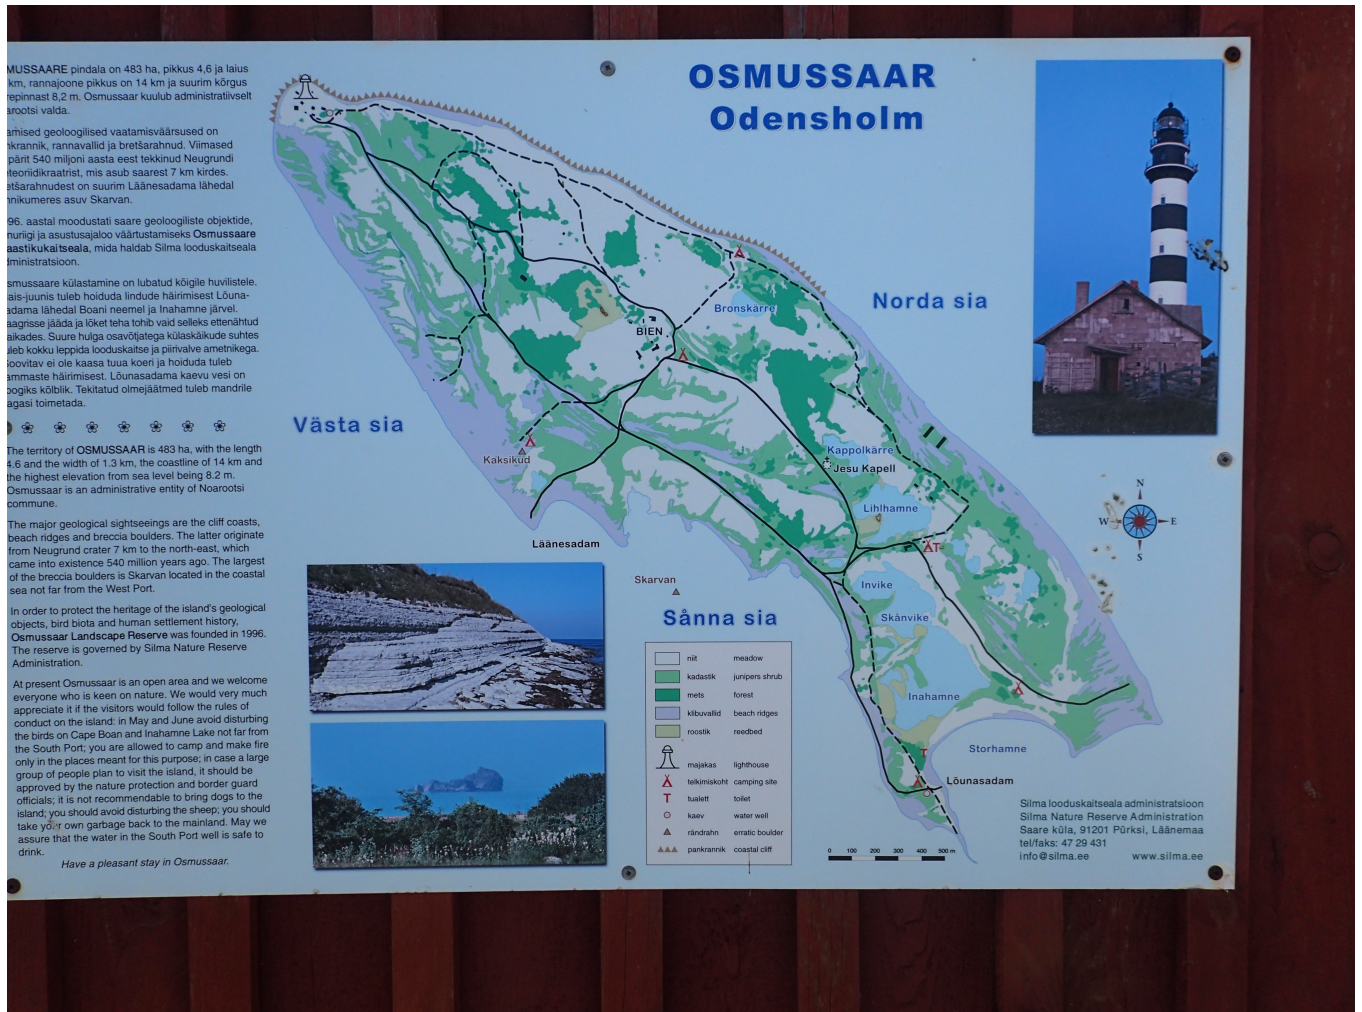 OSMUSSAAR
Odensholm
MUSSAARE pindala on 483 ha, pikkus 4,6 ja laius
km, rannajoone pikkus on 14 km ja suurim kõrgus
repinnast 8,2 m. Osmussaar kuulub administratiivselt
arootsi valda.
amised geoloogilised vaatamisväärsused on
nkrannik, rannavallid ja bretšarahnud. Viimased
pärit 540 miljoni aasta eest tekkinud Neugrundi
eteoriidikraatrist, mis asub saarest 7 km kirdes.
etšarahnudest on suurim Läänesadama lähedal
nnikumeres asuv Skarvan.
96. aastal moodustati saare geoloogiliste objektide,
nuriigi ja asustusajaloo väärtustamiseks Osmussaare
aastikukaitseala, mida haldab Silma looduskaitseala
dministratsioon.
smussaare külastamine on lubatud kõigile huvilistele.
ais-juunis tuleb hoiduda lindude häirimisest Lõuna-
adama lähedal Boani neemel ja Inahamne järvel.
aagrisse jääda ja lõket teha tohib vaid selleks ettenähtud
aikades. Suure hulga osavõtjatega külaskäikude suhtes
uleb kokku leppida looduskaitse ja piirivalve ametnikega.
Soovitav ei ole kaasa tuua koeri ja hoiduda tuleb
ammaste häirimisest. Lõunasadama kaevu vesi on
oogiks kõlblik. Tekitatud olmejäätmed tuleb mandrile
agasi toimetada.
The territory of OSMUSSAAR is 483 ha, with the length
4.6 and the width of 1.3 km, the coastline of 14 km and
the highest elevation from sea level being 8.2 m.
Osmussaar is an administrative entity of Noarootsi
commune.
The major geological sightseeings are the cliff coasts,
beach ridges and breccia boulders. The latter originate
from Neugrund crater 7 km to the north-east, which
came into existence 540 million years ago. The largest
of the breccia boulders is Skarvan located in the coastal
sea not far from the West Port.
In order to protect the heritage of the island's geological
objects, bird biota and human settlement history,
Osmussaar Landscape Reserve was founded in 1996.
The reserve is governed by Silma Nature Reserve
Administration.
At present Osmussaar is an open area and we welcome
everyone who is keen on nature. We would very much
appreciate it if the visitors would follow the rules of
conduct on the island: in May and June avoid disturbing
the birds on Cape Boan and Inahamne Lake not far from
the South Port; you are allowed to camp and make fire
only in the places meant for this purpose; in case a large
group of people plan to visit the island, it should be
approved by the nature protection and border guard
officials; it is not recommendable to bring dogs to the
island; you should avoid disturbing the sheep; you should
take your own garbage back to the mainland. May we
assure that the water in the South Port well is safe to
drink.
Have a pleasant stay in Osmussaar.
Norda sia
Bronskärre
BIEN
Västa sia
Kaksikud
Kappolkärre
Jesu Kapell
Lihlhamne
N
W
E
S
Läänesadam
T
Skarvan
Invike
Sånna sia
Skånvike
Inahamne
Storhamne
T
Lõunasadam
niit meadow
kadastik junipers shrub
mets forest
klibuvallid beach ridges
roostik reedbed
majakas lighthouse
telkimiskoht camping site
T tualett toilet
kaev water well
rändrahn erratic boulder
pankrannik coastal cliff
0 100 200 300 400 500 m
Silma looduskaitseala administratsioon
Silma Nature Reserve Administration
Saare küla, 91201 Pürksi, Läänemaa
tel/faks: 47 29 431
info@silma.ee www.silma.ee